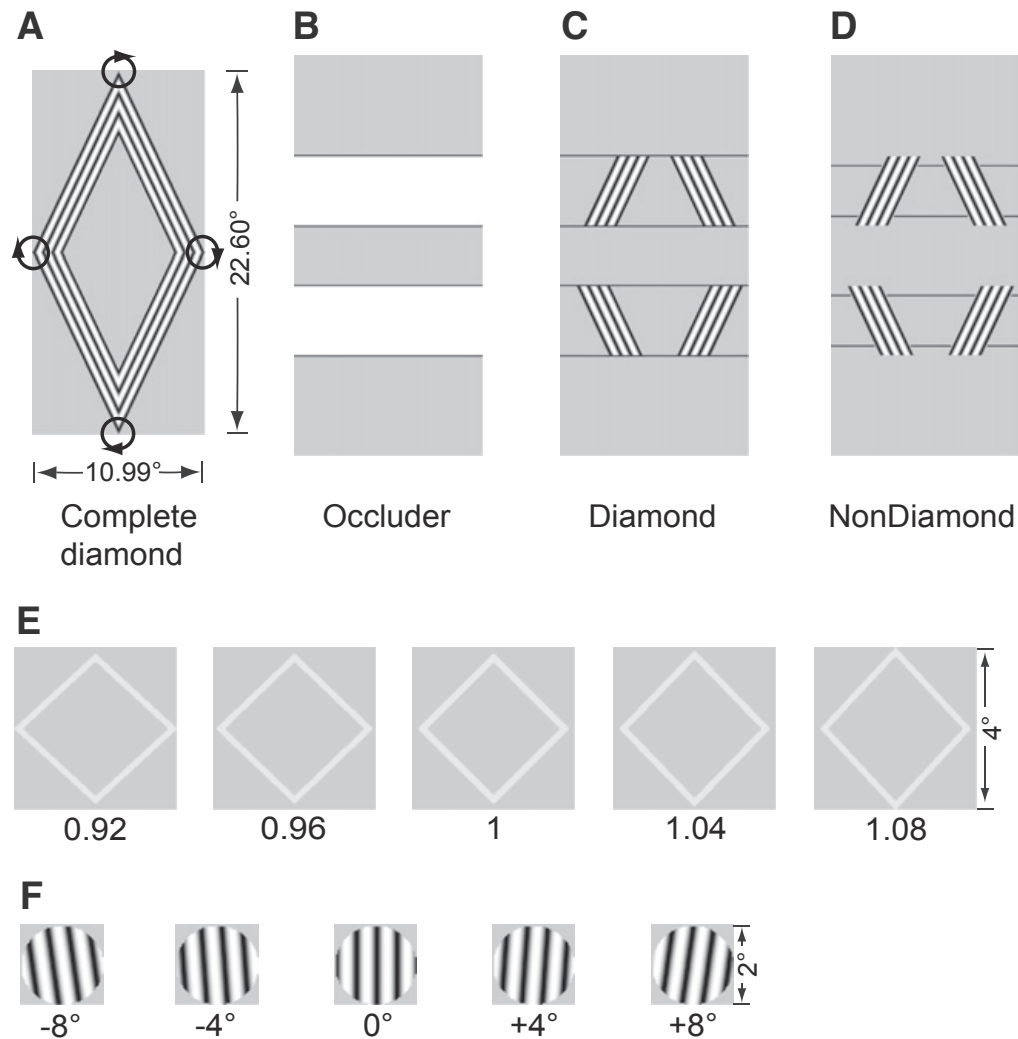 A
B
C
D
22.60°
10.99°
Complete
diamond
Occluder
Diamond
NonDiamond
E
4°
0.92
0.96
1
1.04
1.08
F
2°
-8°
-4°
0°
+4°
+8°